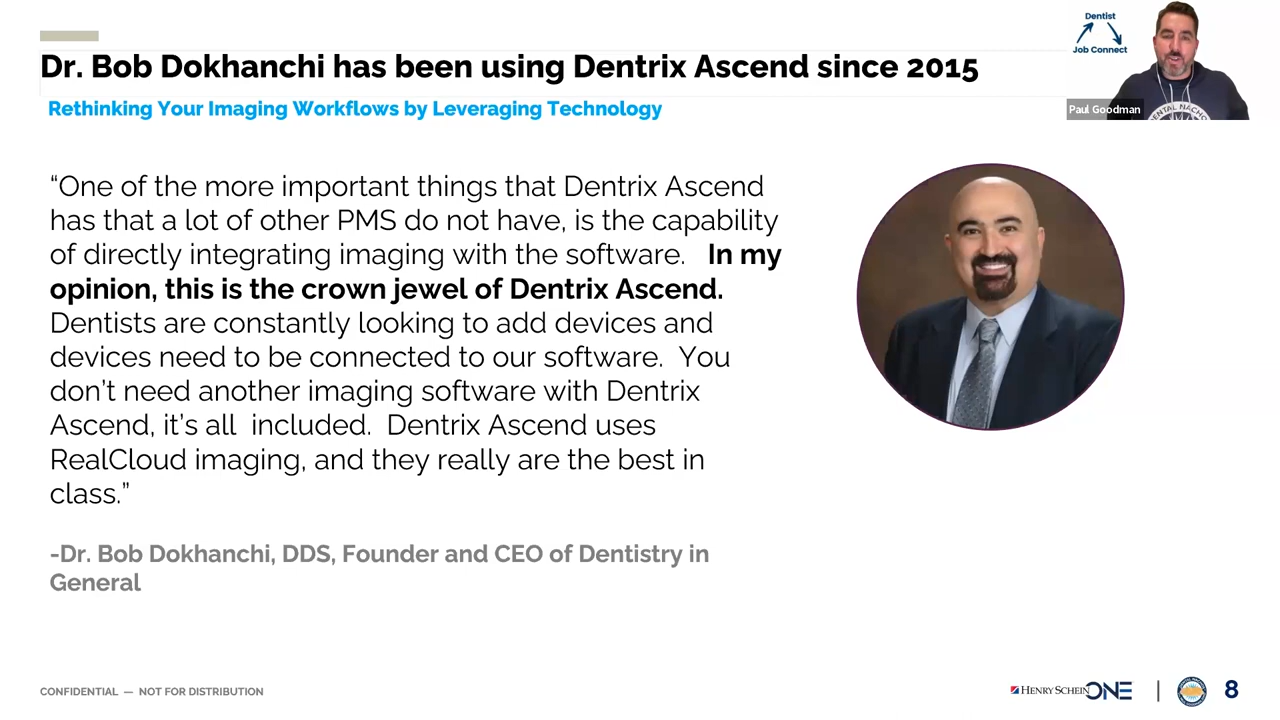 Dr. Bob Dokhanchi has been using Dentrix Ascend since 2015
Rethinking Your Imaging Workflows by Leveraging Technology
Dentist
Job Connect
Paul Goodman
“One of the more important things that Dentrix Ascend
has that a lot of other PMS do not have, is the capability
of directly integrating imaging with the software.   In my
opinion, this is the crown jewel of Dentrix Ascend.
Dentists are constantly looking to add devices and
devices need to be connected to our software.  You
don’t need another imaging software with Dentrix
Ascend, it’s all  included.  Dentrix Ascend uses
RealCloud imaging, and they really are the best in
class.”
-Dr. Bob Dokhanchi, DDS, Founder and CEO of Dentistry in
General
CONFIDENTIAL — NOT FOR DISTRIBUTION
HENRY SCHEIN ONE
8